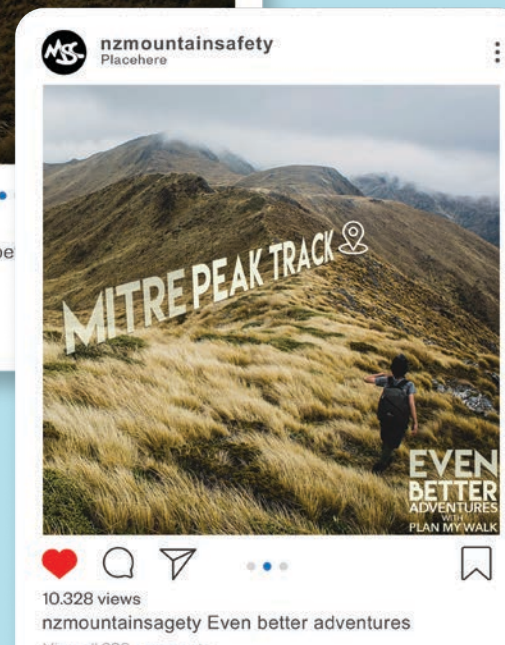 MSC
nzmountainsafety
Placehere
MITRE PEAK TRACK
EVEN
BETTER
ADVENTURES
WITH
PLAN MY WALK
10.328 views
nzmountainsagety Even better adventures